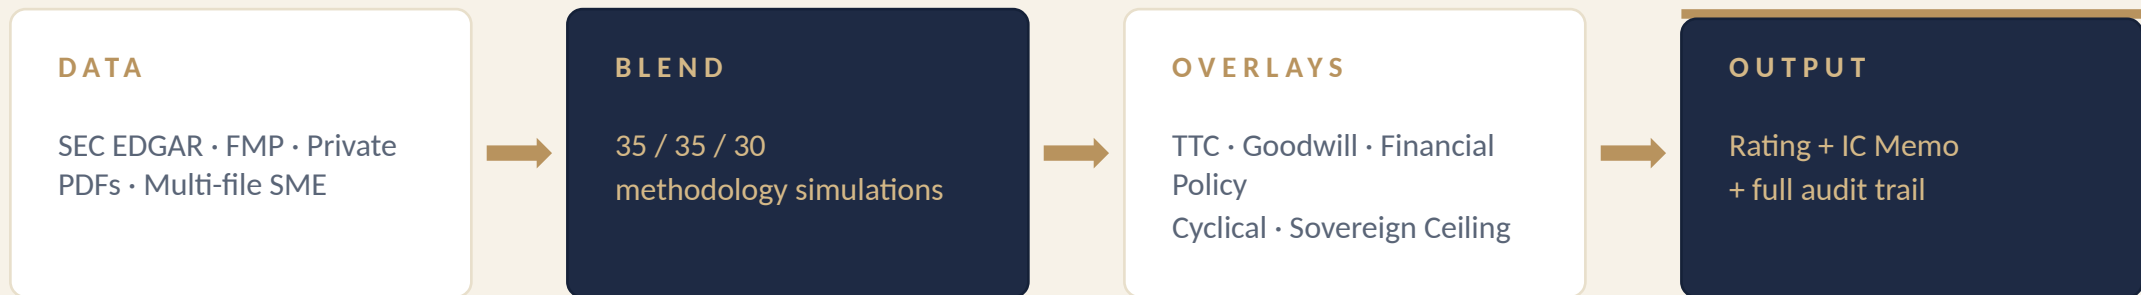 DATA
SEC EDGAR · FMP · Private
PDFs · Multi-file SME
BLEND
35 / 35 / 30
methodology simulations
OVERLAYS
TTC · Goodwill · Financial
Policy
Cyclical · Sovereign Ceiling
OUTPUT
Rating + IC Memo
+ full audit trail